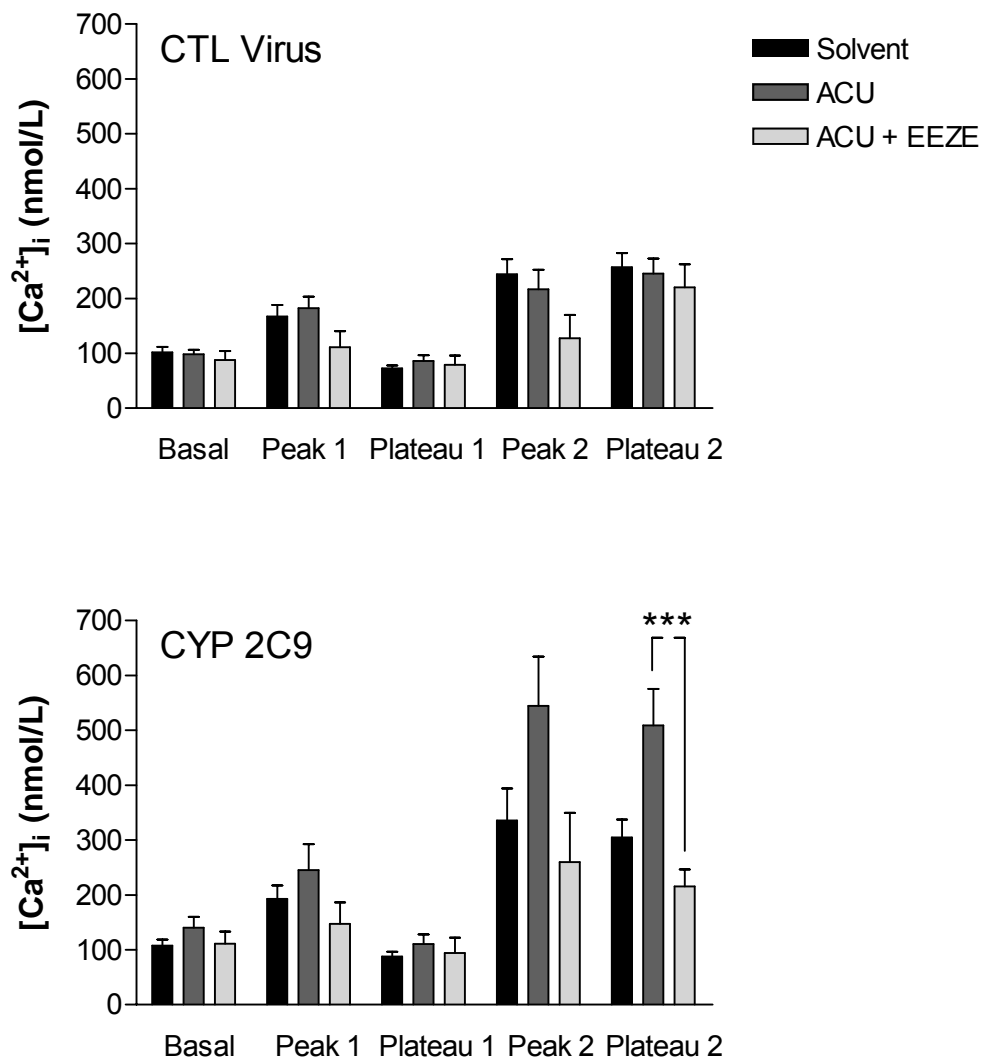 CTL Virus
Solvent
ACU
ACU + EEZE
[Ca²⁺]ᵢ (nmol/L)
700
600
500
400
300
200
100
0
Basal Peak 1 Plateau 1 Peak 2 Plateau 2
CYP 2C9
***
[Ca²⁺]ᵢ (nmol/L)
700
600
500
400
300
200
100
0
Basal Peak 1 Plateau 1 Peak 2 Plateau 2